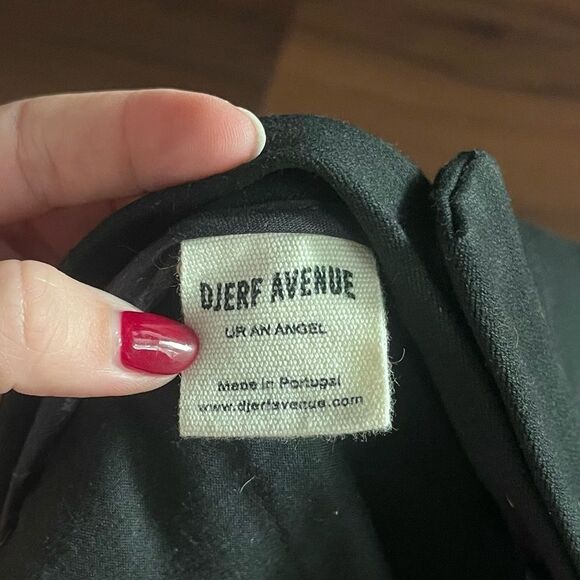 DJERF AVENUE
UR AN ANGEL
Made in Portugal
www.djerfavenue.com